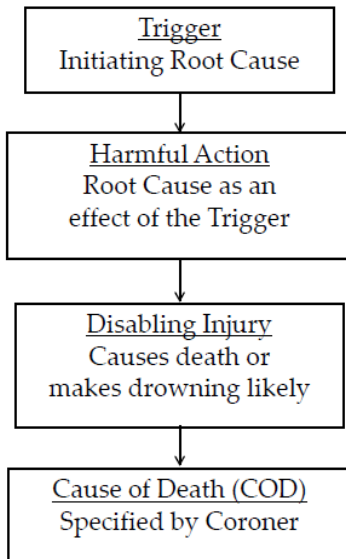 Trigger
Initiating Root Cause
Harmful Action
Root Cause as an
effect of the Trigger
Disabling Injury
Causes death or
makes drowning likely
Cause of Death (COD)
Specified by Coroner